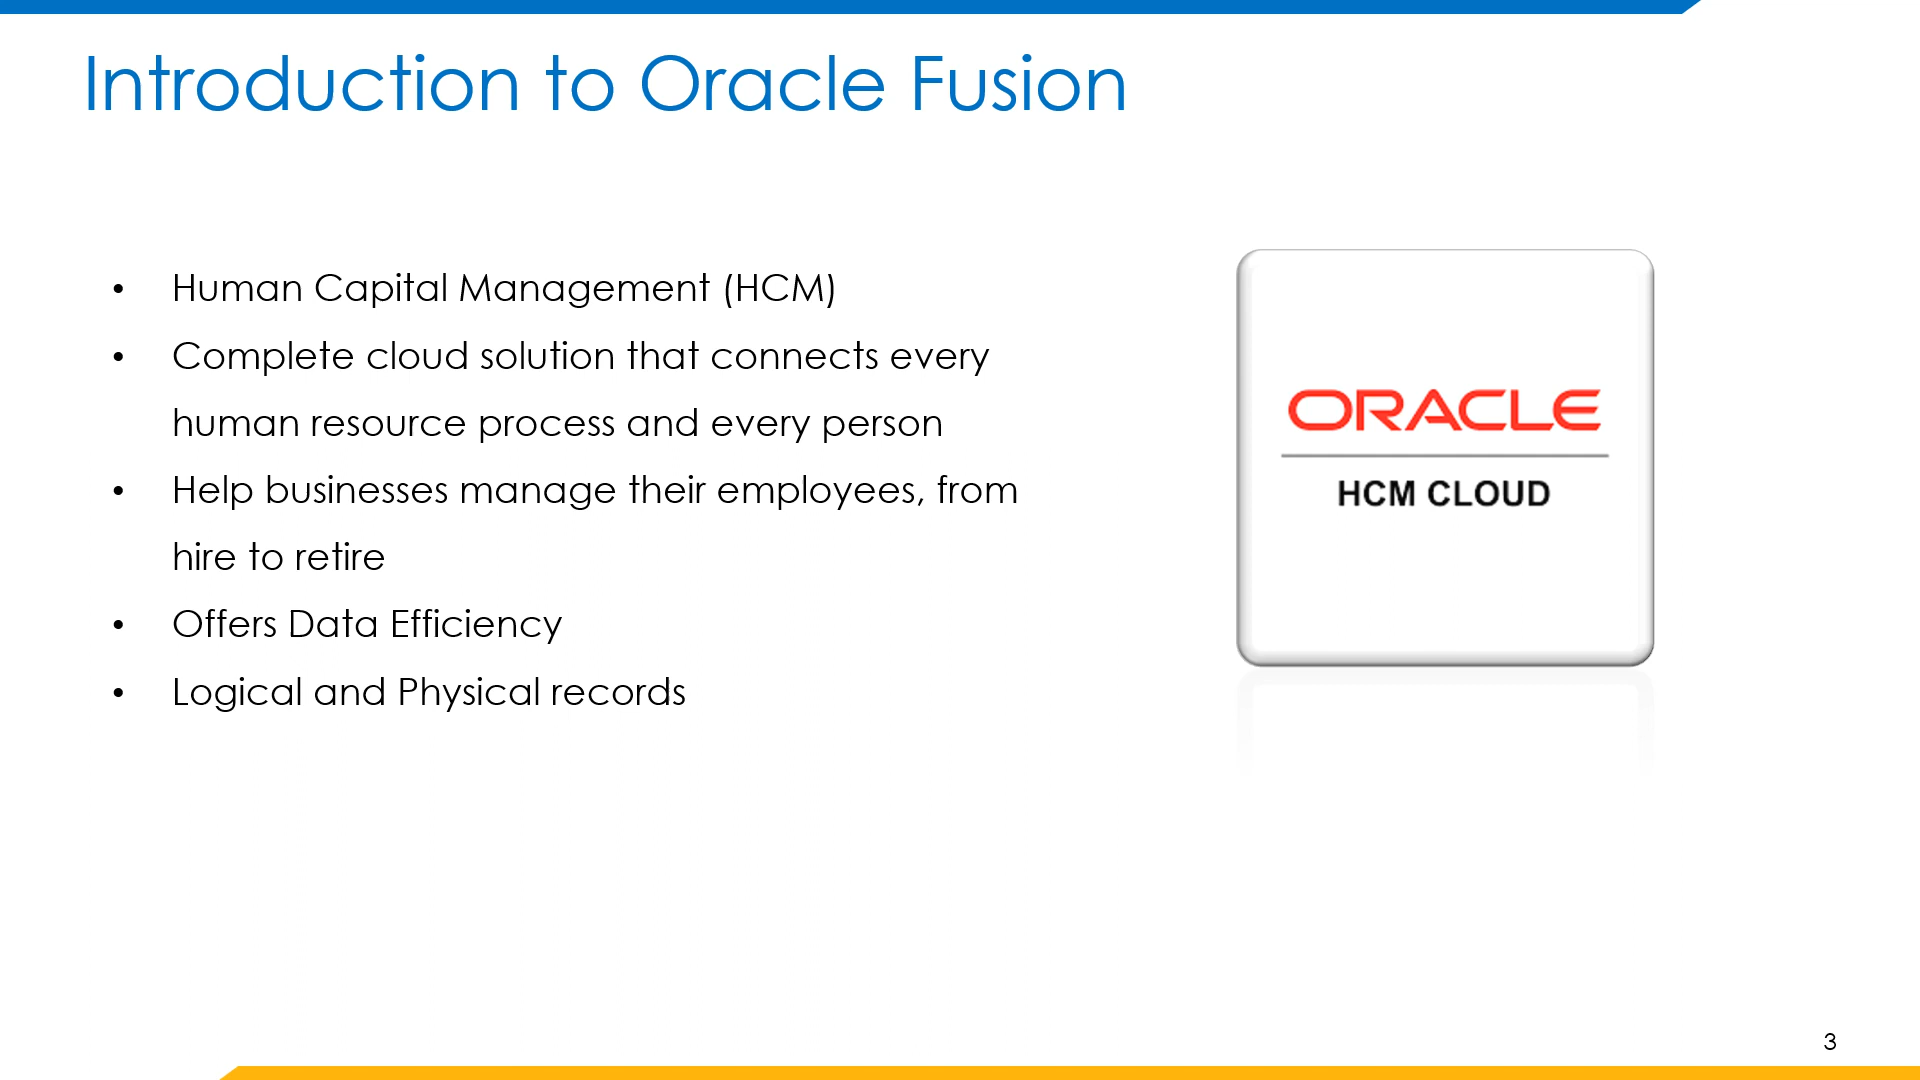 Introduction to Oracle Fusion
• Human Capital Management (HCM)
• Complete cloud solution that connects every
human resource process and every person
• Help businesses manage their employees, from
hire to retire
• Offers Data Efficiency
• Logical and Physical records
ORACLE
HCM CLOUD
3